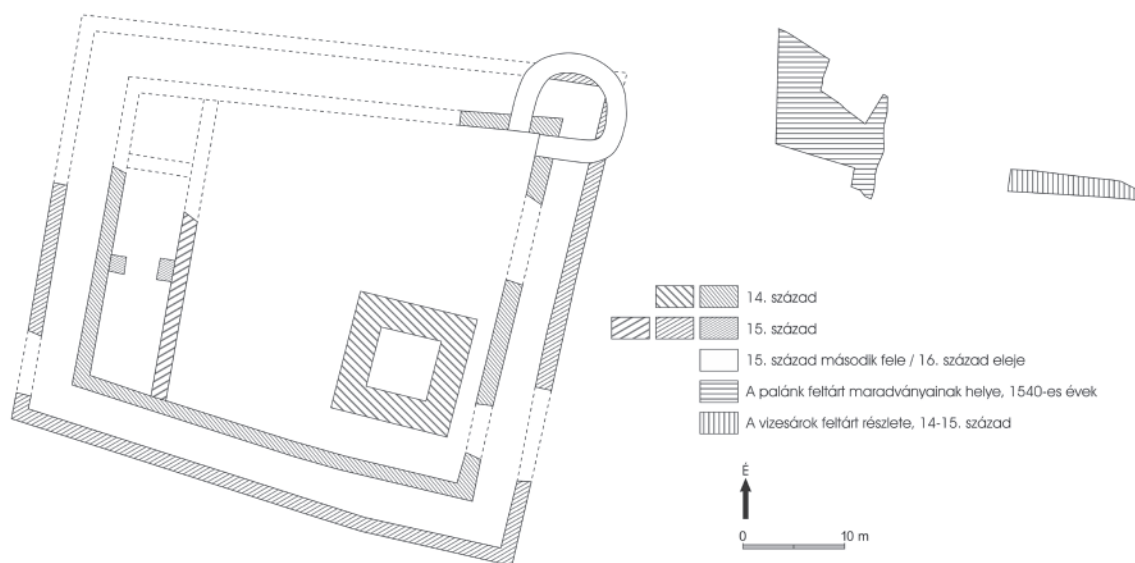 14. század
15. század
15. század második fele / 16. század eleje
A palánk feltárt maradványainak helye, 1540-es évek
A vizesárok feltárt részlete, 14-15. század
É
0 10 m